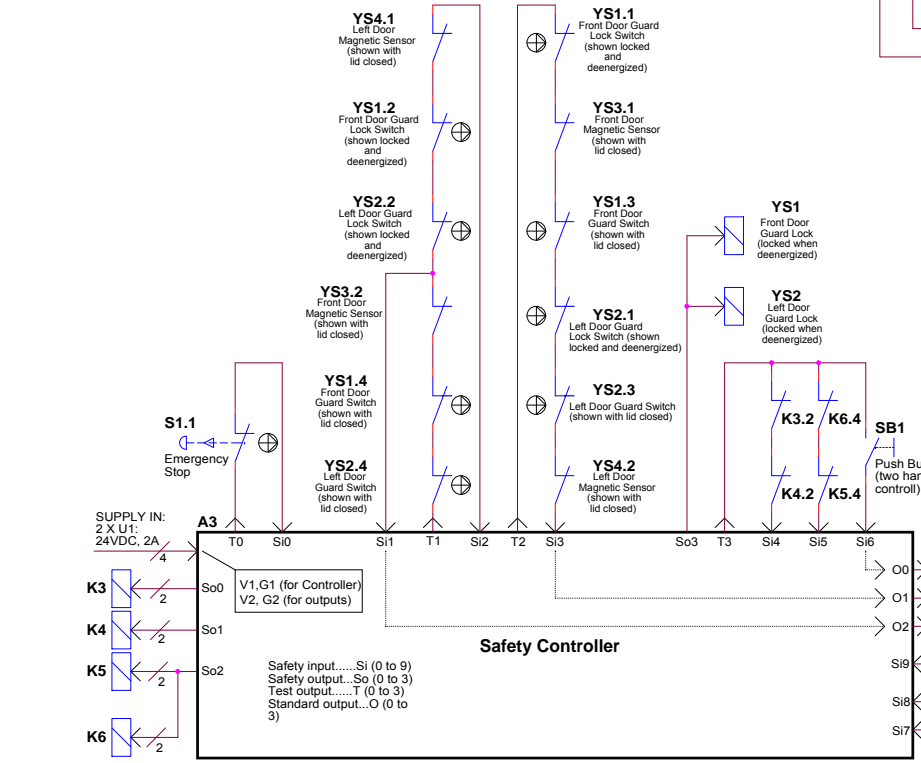 YS4.1
Left Door
Magnetic Sensor
(shown with
lid closed)
YS1.1
Front Door Guard
Lock Switch
(shown locked
and
deenergized)
YS1.2
Front Door Guard
Lock Switch
(shown locked
and
deenergized)
YS3.1
Front Door
Magnetic Sensor
(shown with
lid closed)
YS2.2
Left Door Guard
Lock Switch
(shown locked
and
deenergized)
YS1.3
Front Door
Guard Switch
(shown with
lid closed)
YS1
Front Door
Guard Lock
(locked when
deenergized)
YS3.2
Front Door
Magnetic Sensor
(shown with
lid closed)
YS2.1
Left Door Guard
Lock Switch (shown
locked and deenergized)
YS2
Left Door
Guard Lock
(locked when
deenergized)
YS1.4
Front Door
Guard Switch
(shown with
lid closed)
YS2.3
Left Door Guard Switch
(shown with lid closed)
S1.1
Emergency
Stop
YS2.4
Left Door
Guard Switch
(shown with
lid closed)
YS4.2
Left Door
Magnetic Sensor
(shown with
lid closed)
K3.2
K6.4
K4.2
K5.4
SB1
Push Bu
(two han
controll)
SUPPLY IN:
2 X U1:
24VDC, 2A
4
A3
T0
Si0
Si1
T1
Si2
T2
Si3
So3
T3
Si4
Si5
Si6
K3
2
So0
K4
2
So1
K5
2
So2
K6
2
V1,G1 (for Controller)
V2, G2 (for outputs)
O0
O1
O2
Si9
Si8
Si7
Safety Controller
Safety input......Si (0 to 9)
Safety output...So (0 to 3)
Test output......T (0 to 3)
Standard output...O (0 to
3)